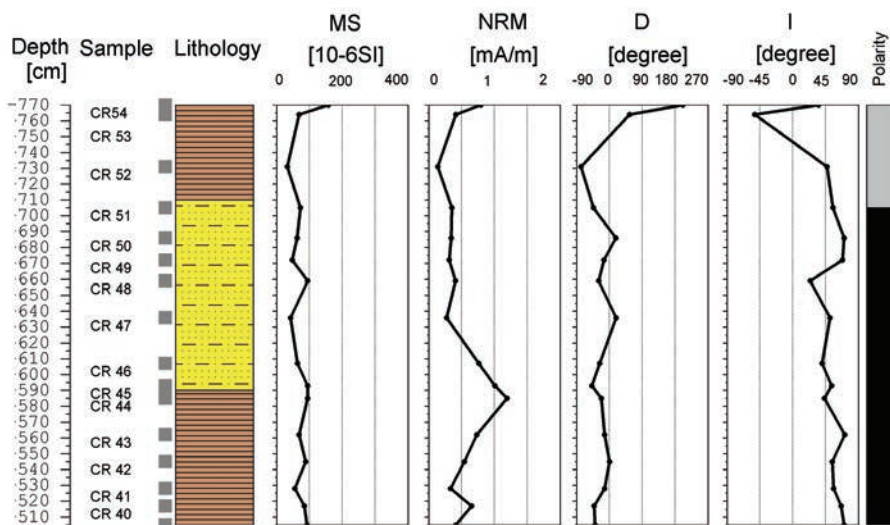 MS NRM D I
Depth Sample Lithology
[cm] [10-6SI] [mA/m] [degree] [degree]
0 200 400 0 1 2 -90 0 90 180 270 -90 -45 0 45 90 Polarity
-770
-760 CR54
-750 CR 53
-740
-730 CR 52
-720
-710
-700 CR 51
-690
-680 CR 50
-670 CR 49
-660
-650 CR 48
-640
-630 CR 47
-620
-610
-600 CR 46
-590 CR 45
-580 CR 44
-570
-560 CR 43
-550
-540 CR 42
-530
-520 CR 41
-510 CR 40